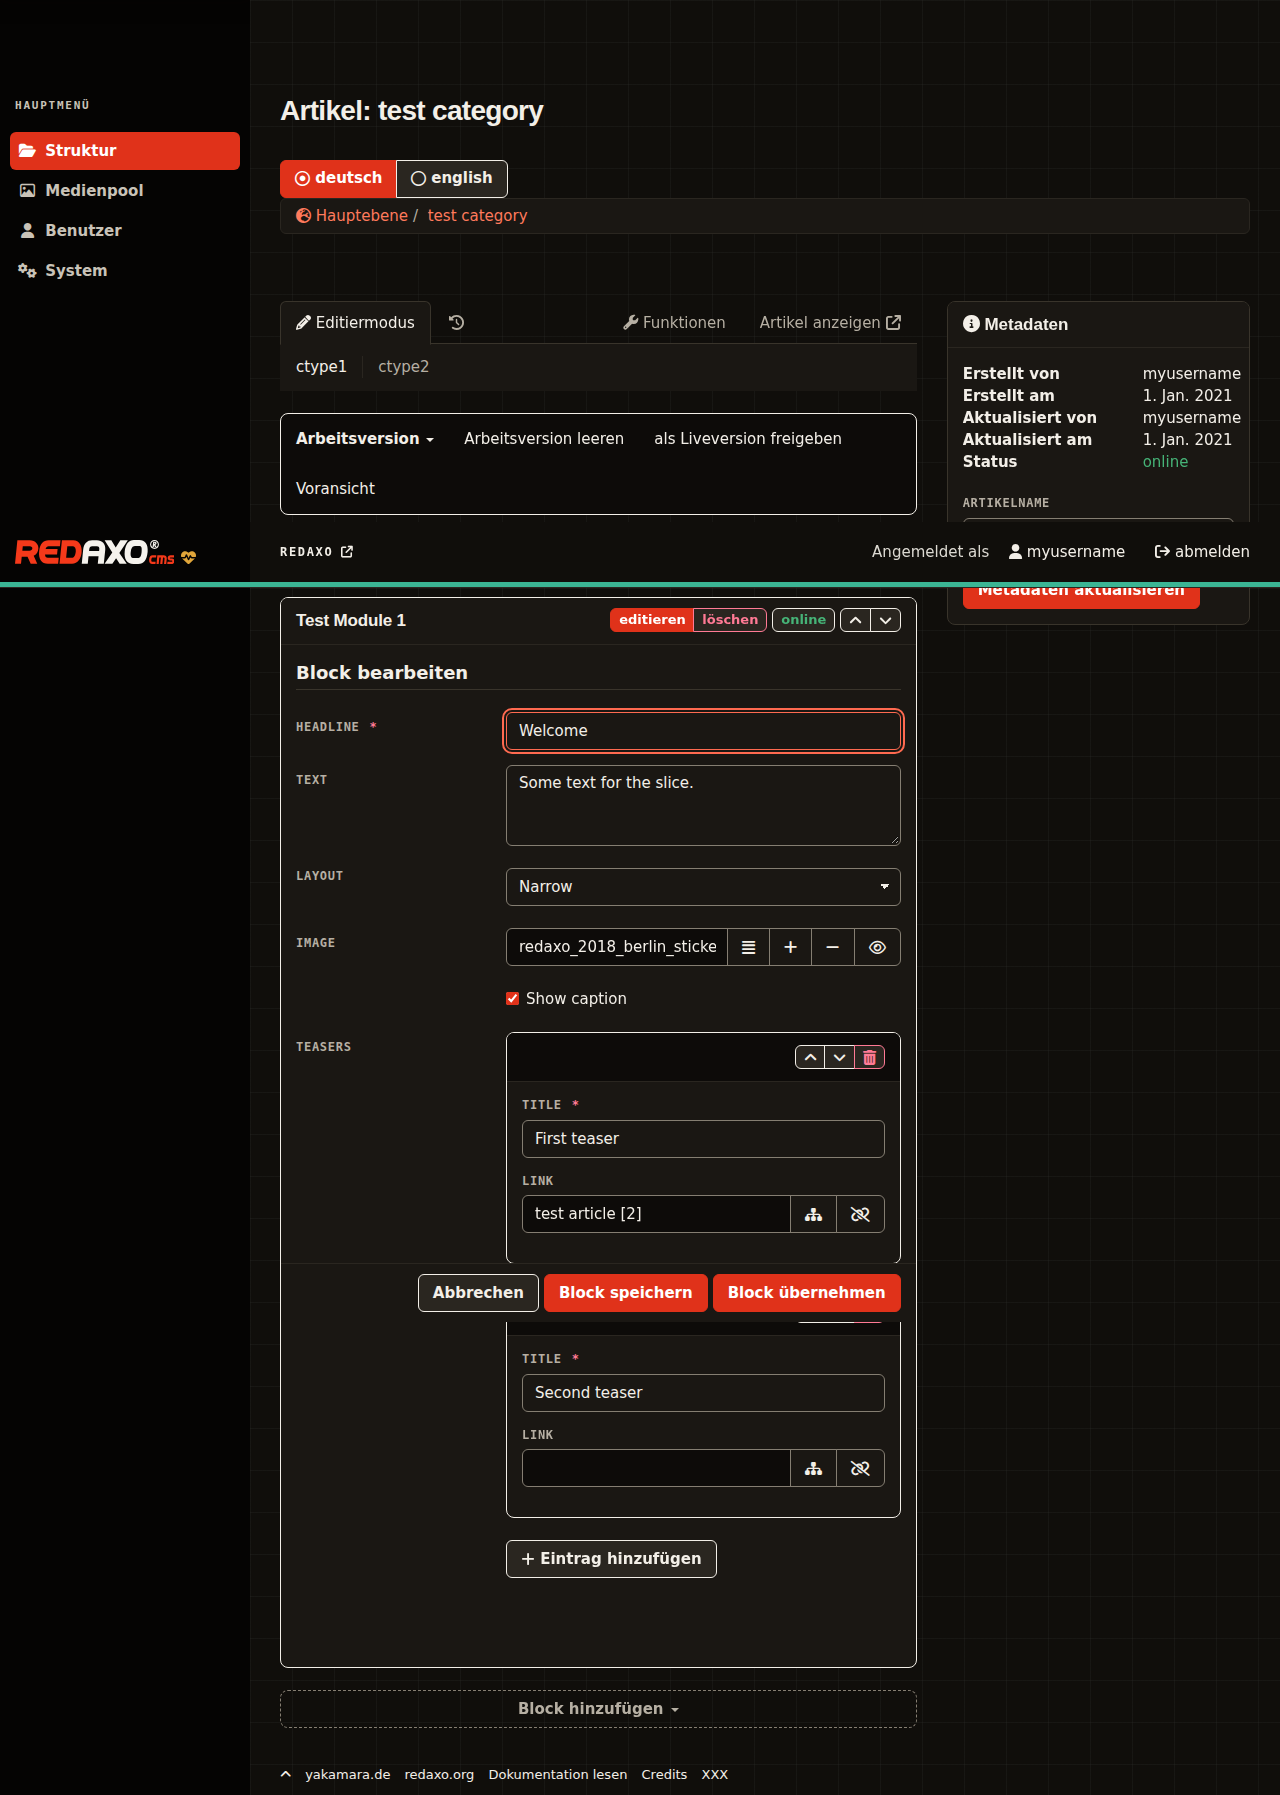 HAUPTMENÜ
Struktur
Medienpool
Benutzer
System
Artikel: test category
deutsch
english
Hauptebene / test category
Editiermodus
Funktionen
Artikel anzeigen
ctype1
ctype2
Arbeitsversion
Arbeitsversion leeren
als Liveversion freigeben
Voransicht
Metadaten
Erstellt von myusername
Erstellt am 1. Jan. 2021
Aktualisiert von myusername
Aktualisiert am 1. Jan. 2021
Status online
ARTIKELNAME
REDAXO® cms
REDAXO
Angemeldet als myusername abmelden
Metadaten aktualisieren
Test Module 1
editieren
löschen
online
Block bearbeiten
HEADLINE *
Welcome
TEXT
Some text for the slice.
LAYOUT
Narrow
IMAGE
redaxo_2018_berlin_sticke
Show caption
TEASERS
TITLE *
First teaser
LINK
test article [2]
Abbrechen
Block speichern
Block übernehmen
TITLE *
Second teaser
LINK
Eintrag hinzufügen
Block hinzufügen
yakamara.de redaxo.org Dokumentation lesen Credits XXX